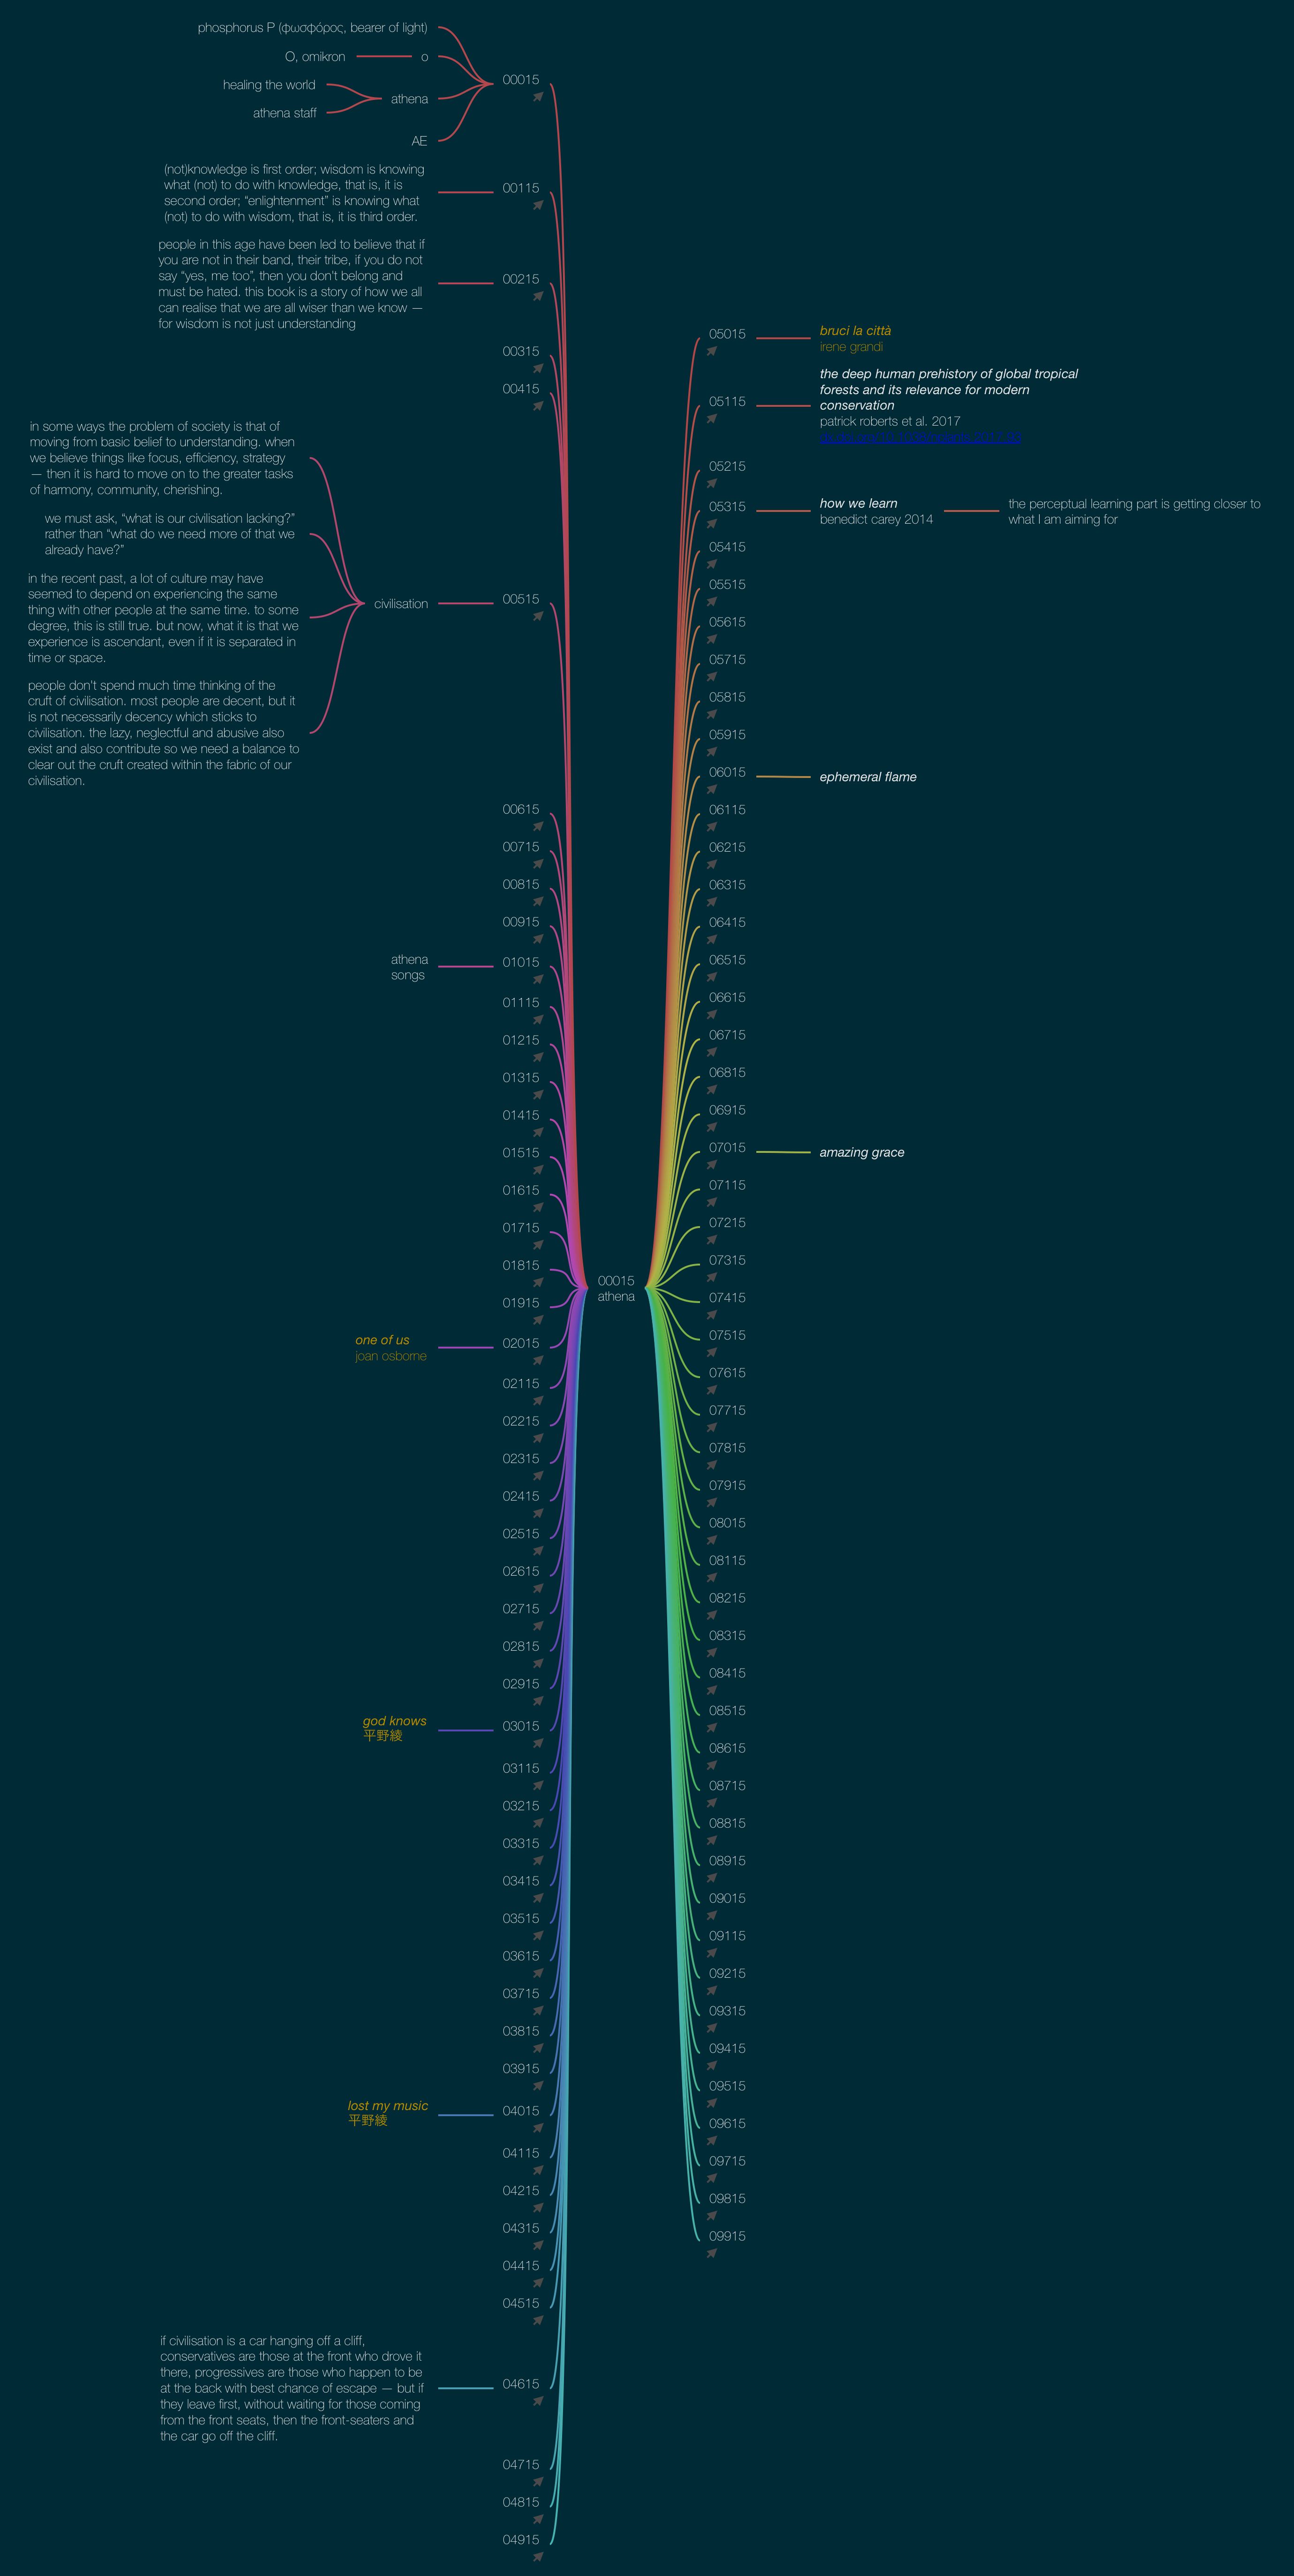 phosphorus P (φωσφόρος, bearer of light)
O, omikron
o
healing the world
athena
athena staff
AE
00015
(not)knowledge is first order; wisdom is knowing
what (not) to do with knowledge, that is, it is
second order; “enlightenment” is knowing what
(not) to do with wisdom, that is, it is third order.
00115
people in this age have been led to believe that if
you are not in their band, their tribe, if you do not
say “yes, me too”, then you don't belong and
must be hated. this book is a story of how we all
can realise that we are all wiser than we know —
for wisdom is not just understanding
00215
00315
00415
in some ways the problem of society is that of
moving from basic belief to understanding. when
we believe things like focus, efficiency, strategy
— then it is hard to move on to the greater tasks
of harmony, community, cherishing.
we must ask, “what is our civilisation lacking?”
rather than “what do we need more of that we
already have?”
in the recent past, a lot of culture may have
seemed to depend on experiencing the same
thing with other people at the same time. to some
degree, this is still true. but now, what it is that we
experience is ascendant, even if it is separated in
time or space.
people don't spend much time thinking of the
cruft of civilisation. most people are decent, but it
is not necessarily decency which sticks to
civilisation. the lazy, neglectful and abusive also
exist and also contribute so we need a balance to
clear out the cruft created within the fabric of our
civilisation.
civilisation
00515
00615
00715
00815
00915
athena
songs
01015
01115
01215
01315
01415
01515
01615
01715
01815
01915
one of us
joan osborne
02015
02115
02215
02315
02415
02515
02615
02715
02815
02915
god knows
平野綾
03015
03115
03215
03315
03415
03515
03615
03715
03815
03915
lost my music
平野綾
04015
04115
04215
04315
04415
04515
if civilisation is a car hanging off a cliff,
conservatives are those at the front who drove it
there, progressives are those who happen to be
at the back with best chance of escape — but if
they leave first, without waiting for those coming
from the front seats, then the front-seaters and
the car go off the cliff.
04615
04715
04815
04915
00015
athena
05015
bruci la città
irene grandi
05115
the deep human prehistory of global tropical
forests and its relevance for modern
conservation
patrick roberts et al. 2017
05215
05315
how we learn
benedict carey 2014
the perceptual learning part is getting closer to
what I am aiming for
05415
05515
05615
05715
05815
05915
06015
ephemeral flame
06115
06215
06315
06415
06515
06615
06715
06815
06915
07015
amazing grace
07115
07215
07315
07415
07515
07615
07715
07815
07915
08015
08115
08215
08315
08415
08515
08615
08715
08815
08915
09015
09115
09215
09315
09415
09515
09615
09715
09815
09915